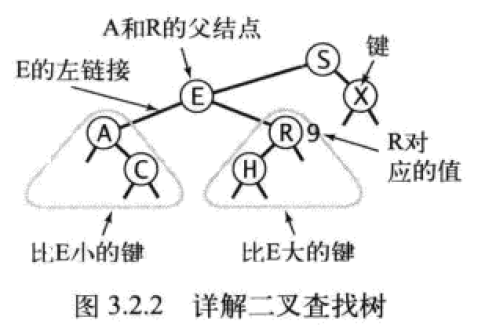 A和R的父结点
E的左链接
键
S
E
X
A
R 9
C
H
R对
应的值
比E小的键
比E大的键
图 3.2.2 详解二叉查找树